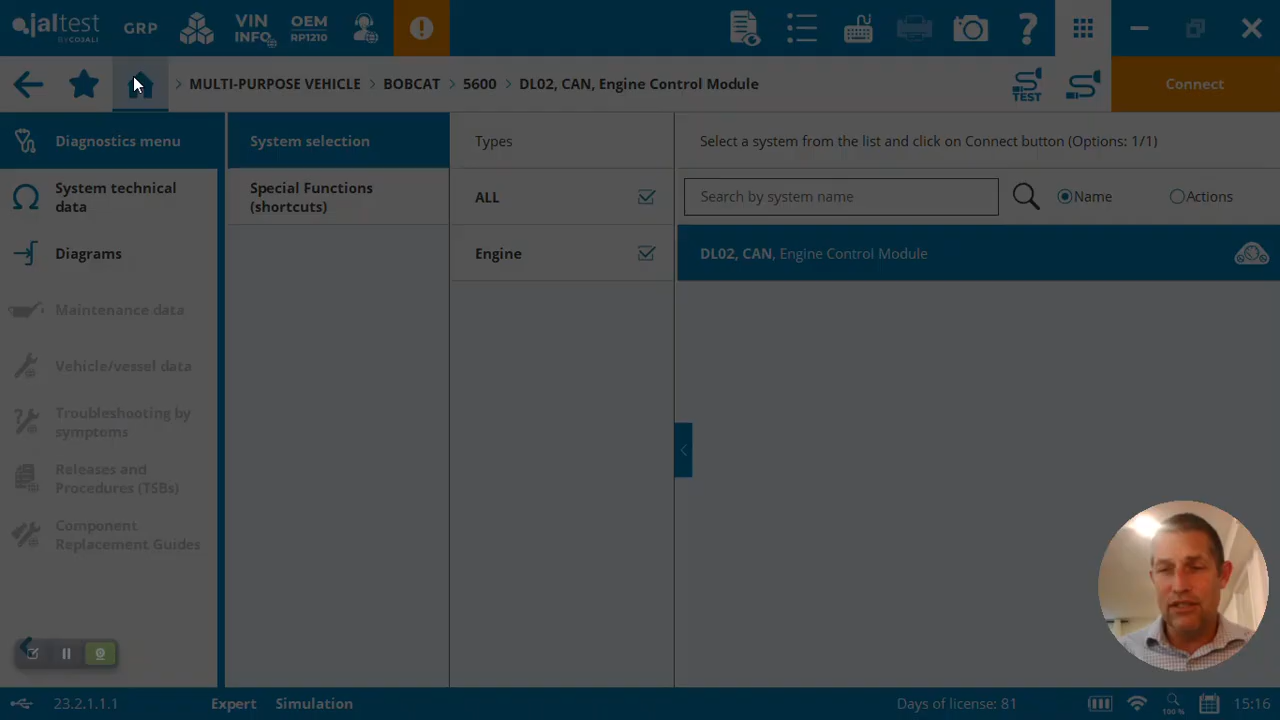 jaltest
BY COJALI
GRP
VIN
INFO
OEM
RP1210
MULTI-PURPOSE VEHICLE > BOBCAT > 5600 > DL02, CAN, Engine Control Module
TEST
Connect
Diagnostics menu
System selection
Types
Select a system from the list and click on Connect button (Options: 1/1)
System technical
data
Special Functions
(shortcuts)
ALL
Search by system name
Name
Actions
Diagrams
Engine
DL02, CAN, Engine Control Module
Maintenance data
Vehicle/vessel data
Troubleshooting by
symptoms
Releases and
Procedures (TSBs)
Component
Replacement Guides
23.2.1.1.1
Expert
Simulation
Days of license: 81
100 %
15:16